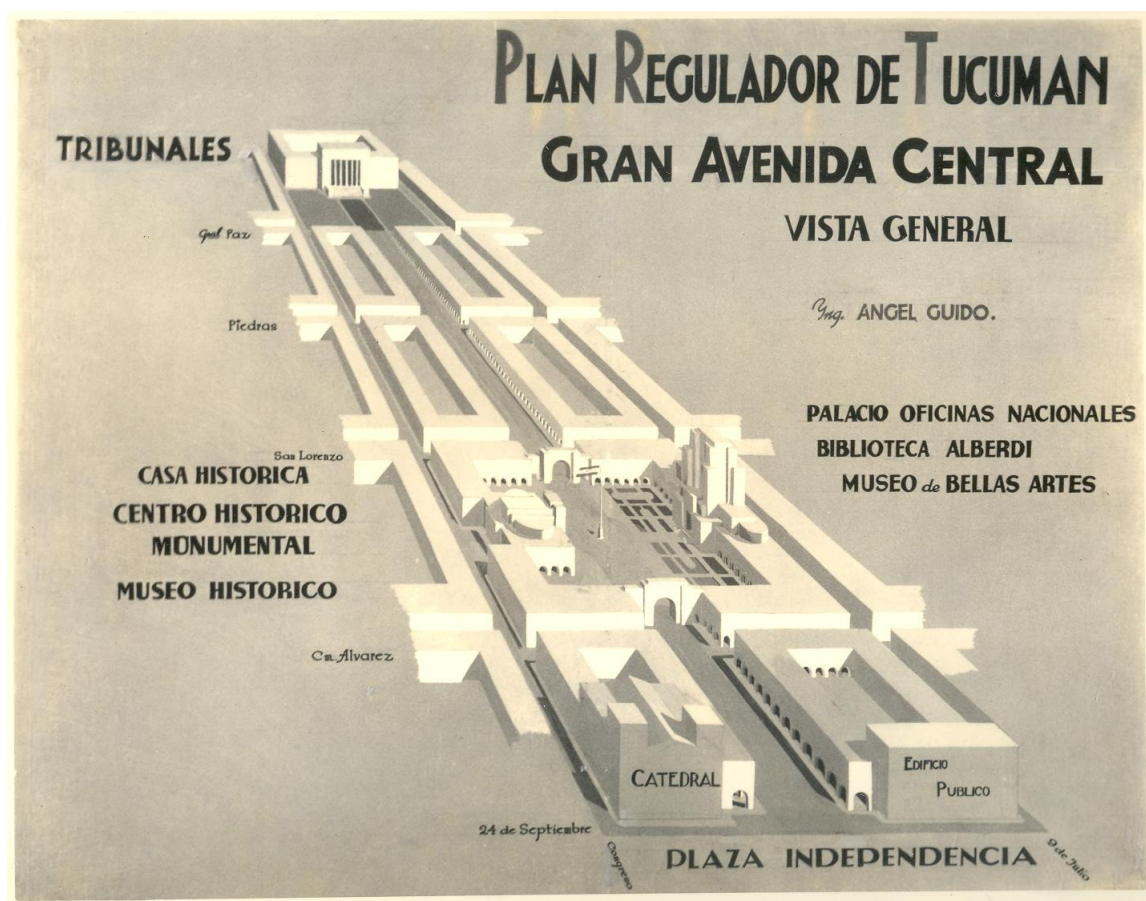 PLAN REGULADOR DE TUCUMAN
GRAN AVENIDA CENTRAL
VISTA GENERAL
Yng. ANGEL GUIDO.
TRIBUNALES
Gral Paz
Piedras
San Lorenzo
CASA HISTORICA
CENTRO HISTORICO
MONUMENTAL
MUSEO HISTORICO
Cs. Alvarez
PALACIO OFICINAS NACIONALES
BIBLIOTECA ALBERDI
MUSEO de BELLAS ARTES
CATEDRAL
EDIFICIO
PUBLICO
24 de Septiembre
Congreso
PLAZA INDEPENDENCIA
9 de Julio